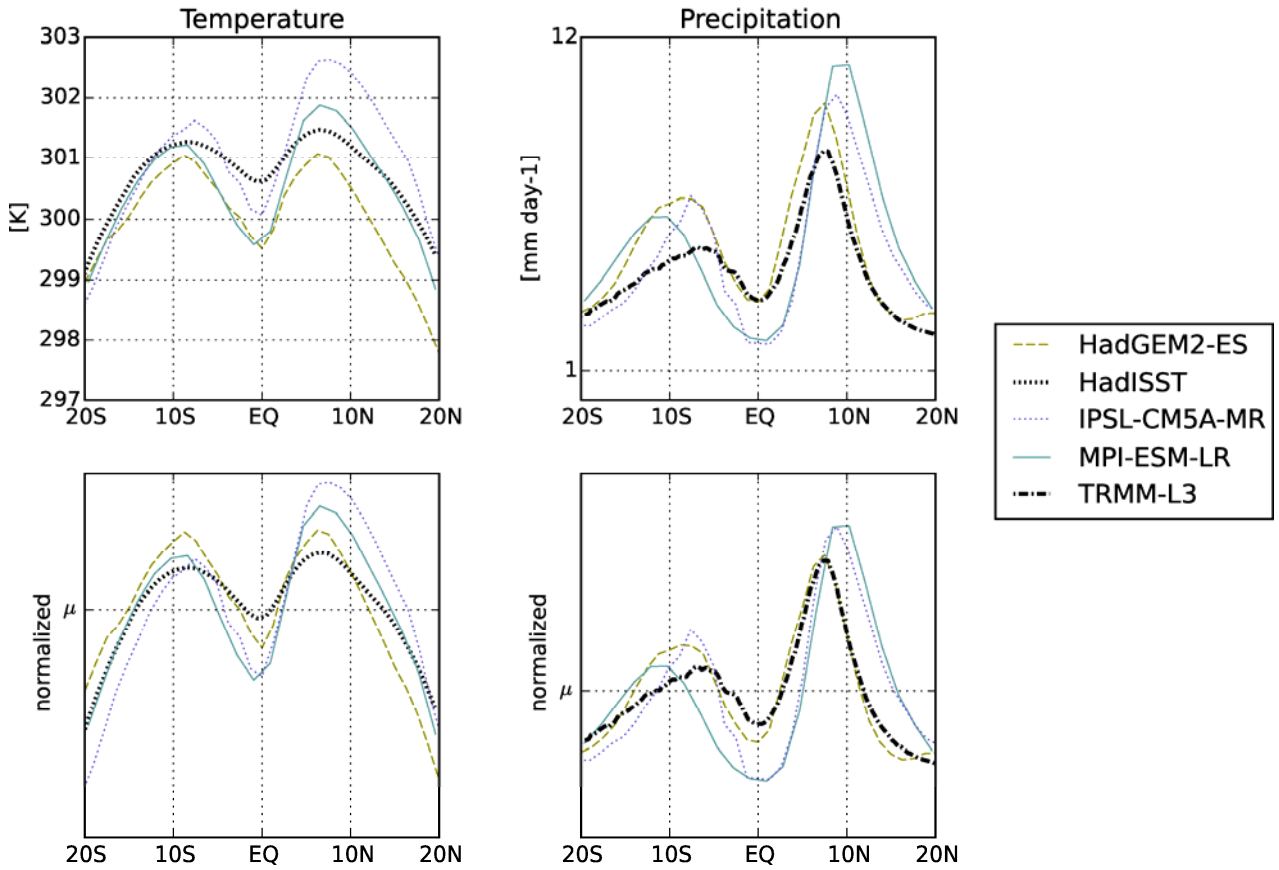 Temperature
303
302
301
300
299
298
297
[K]
20S 10S EQ 10N 20N
Precipitation
12
1
[mm day-1]
20S 10S EQ 10N 20N
HadGEM2-ES
HadISST
IPSL-CM5A-MR
MPI-ESM-LR
TRMM-L3
normalized
μ
20S 10S EQ 10N 20N
normalized
μ
20S 10S EQ 10N 20N